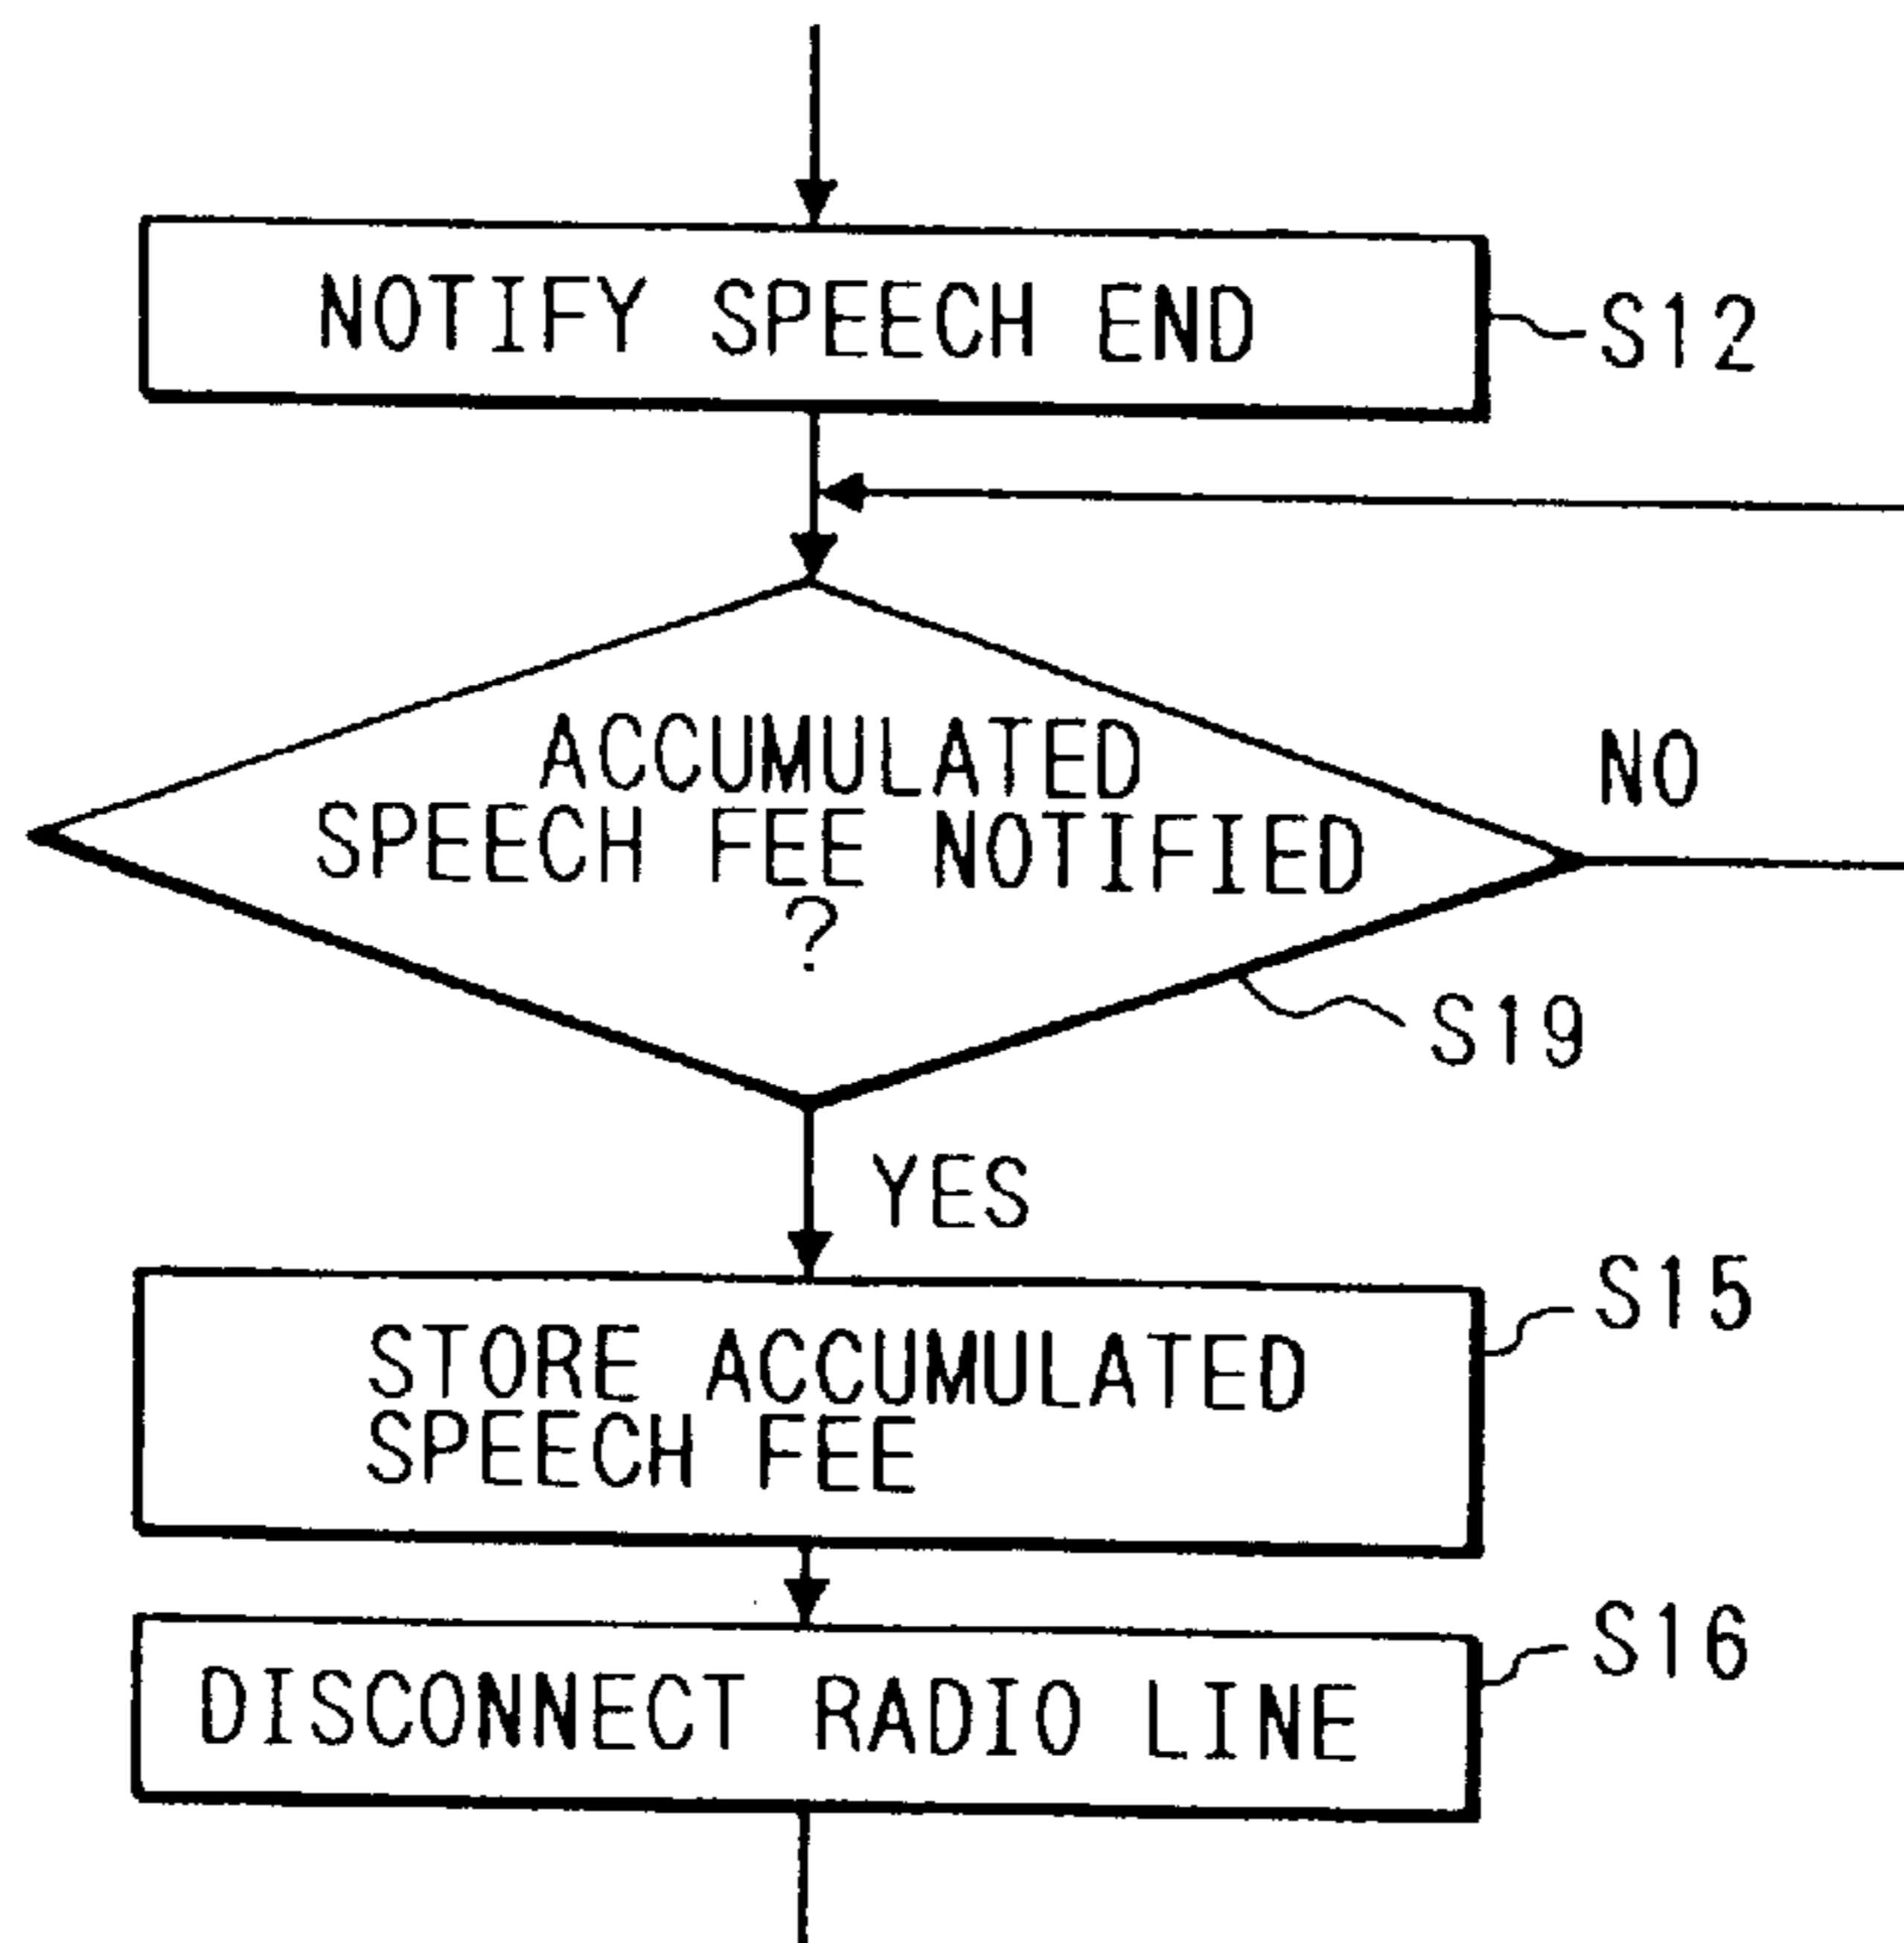 NOTIFY SPEECH END
S12
ACCUMULATED
SPEECH FEE NOTIFIED
?
NO
S19
YES
S15
STORE ACCUMULATED
SPEECH FEE
S16
DISCONNECT RADIO LINE